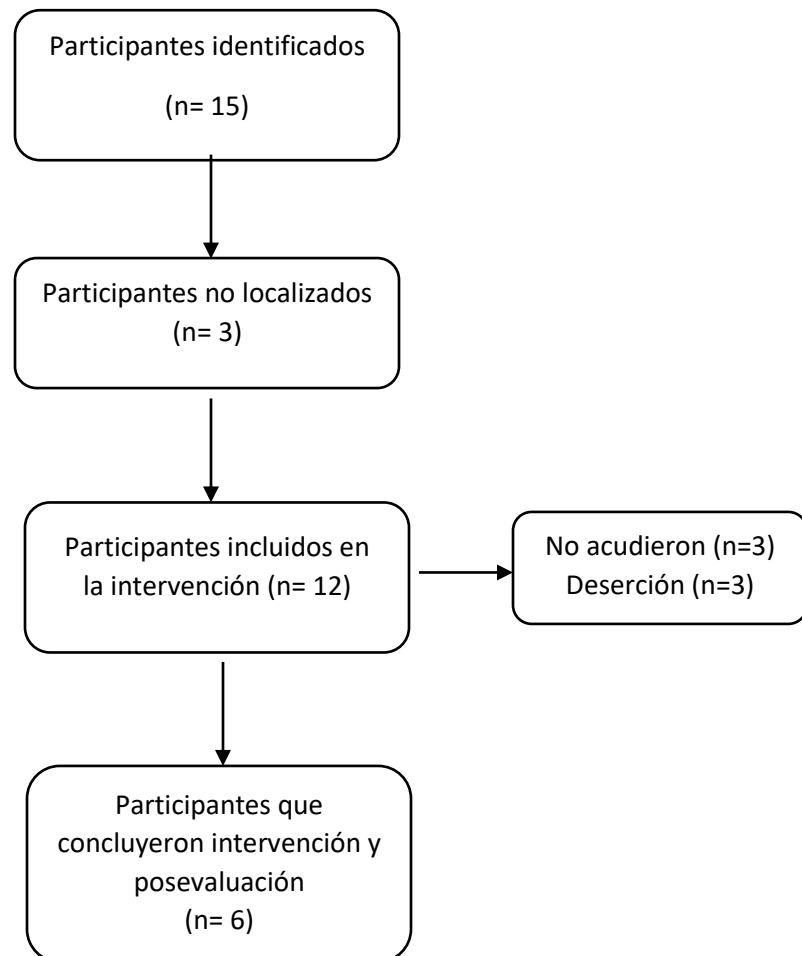 Participantes identificados
(n= 15)
Participantes no localizados
(n= 3)
Participantes incluidos en
la intervención (n= 12)
No acudieron (n=3)
Deserción (n=3)
Participantes que
concluyeron intervención y
posevaluación
(n= 6)